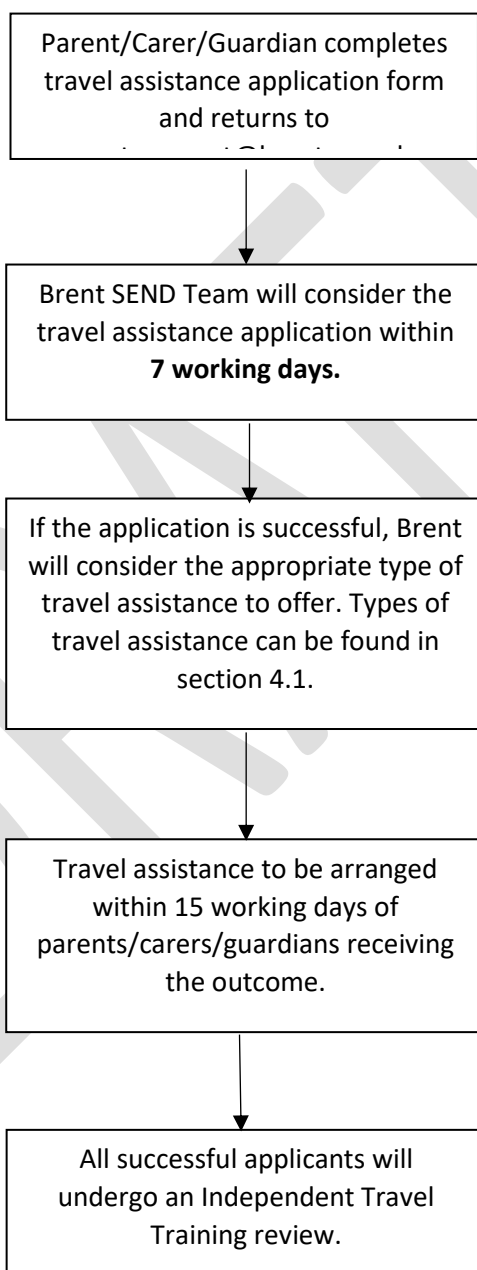 Parent/Carer/Guardian completes
travel assistance application form
and returns to
Brent SEND Team will consider the
travel assistance application within
7 working days.
If the application is successful, Brent
will consider the appropriate type of
travel assistance to offer. Types of
travel assistance can be found in
section 4.1.
Travel assistance to be arranged
within 15 working days of
parents/carers/guardians receiving
the outcome.
All successful applicants will
undergo an Independent Travel
Training review.